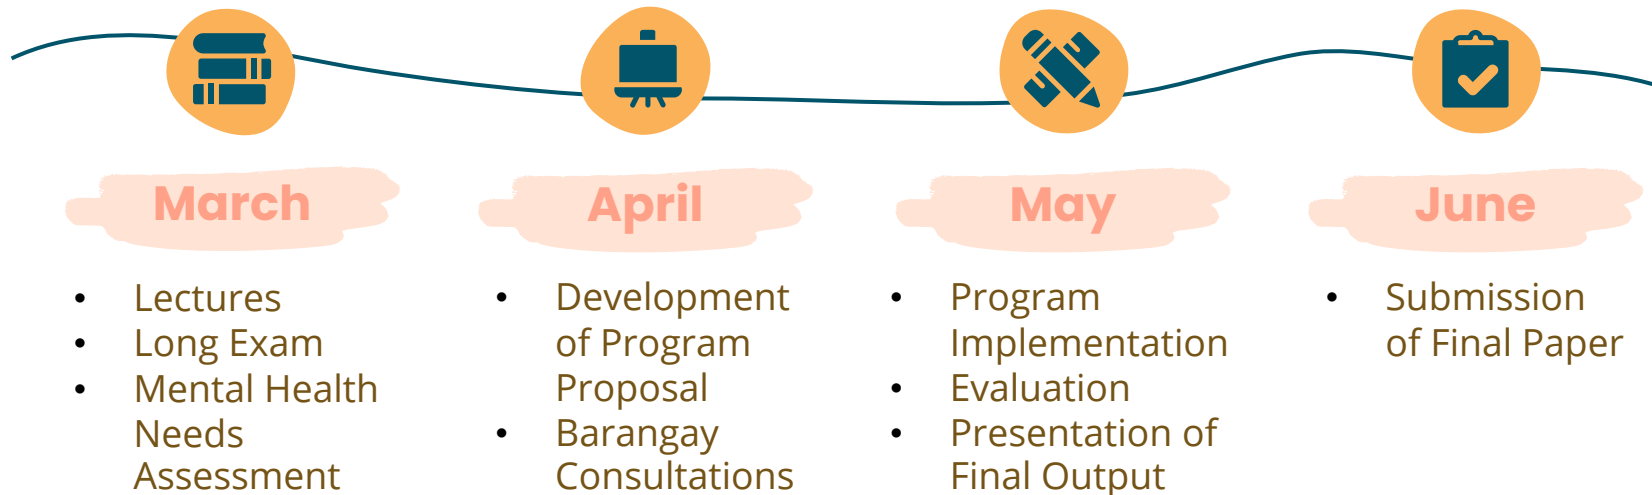 March
• Lectures
• Long Exam
• Mental Health
Needs
Assessment
April
• Development
of Program
Proposal
• Barangay
Consultations
May
• Program
Implementation
• Evaluation
• Presentation of
Final Output
June
• Submission
of Final Paper